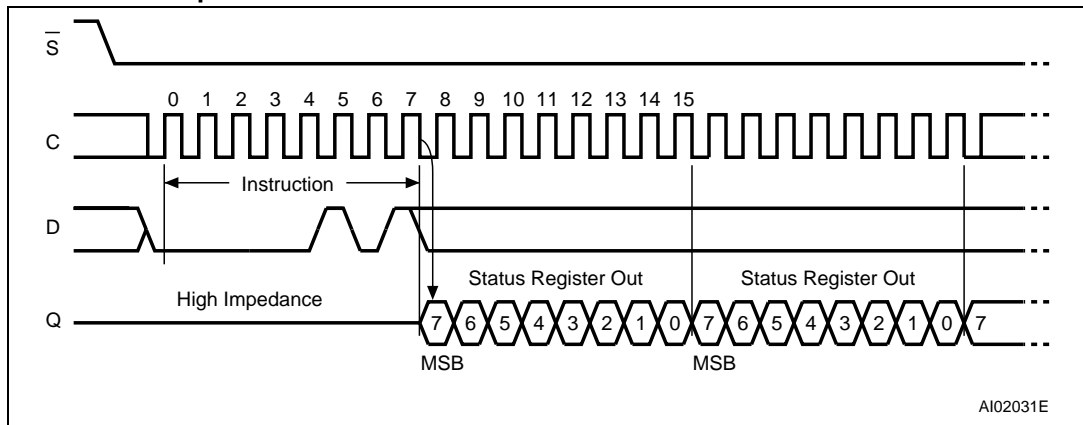 S
0 1 2 3 4 5 6 7 8 9 10 11 12 13 14 15
C
Instruction
D
Status Register Out Status Register Out
High Impedance
Q 7 6 5 4 3 2 1 0 7 6 5 4 3 2 1 0 7
MSB MSB
AI02031E